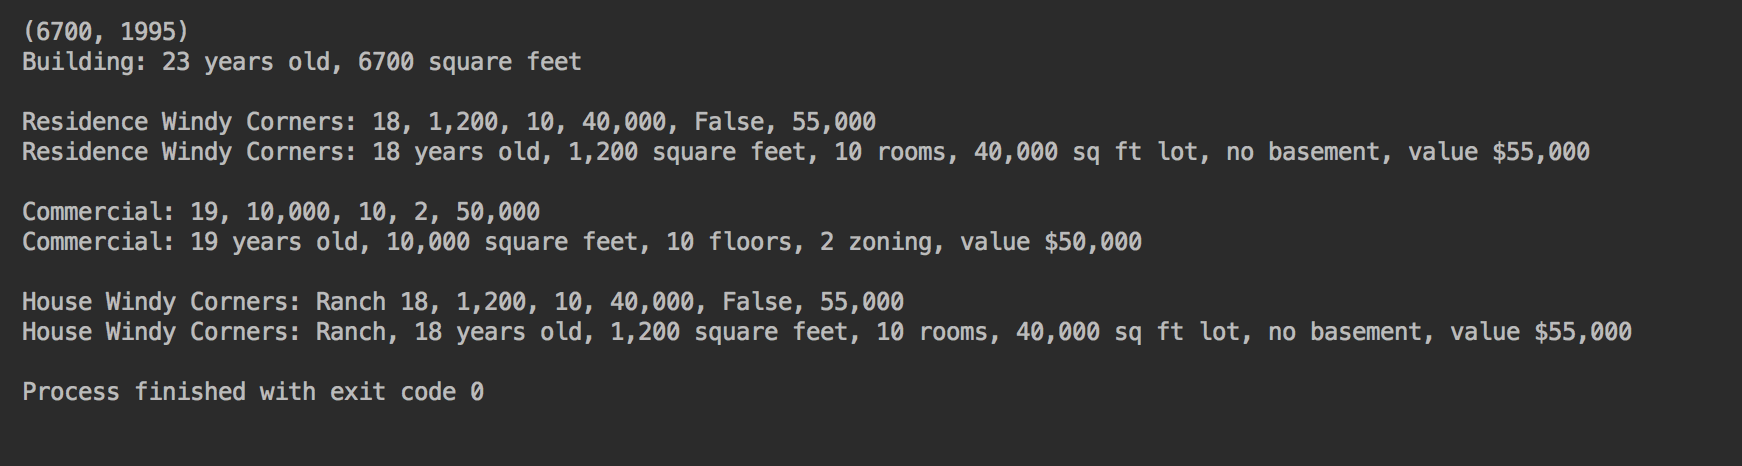 (6700, 1995)
Building: 23 years old, 6700 square feet
Residence Windy Corners: 18, 1,200, 10, 40,000, False, 55,000
Residence Windy Corners: 18 years old, 1,200 square feet, 10 rooms, 40,000 sq ft lot, no basement, value $55,000
Commercial: 19, 10,000, 10, 2, 50,000
Commercial: 19 years old, 10,000 square feet, 10 floors, 2 zoning, value $50,000
House Windy Corners: Ranch 18, 1,200, 10, 40,000, False, 55,000
House Windy Corners: Ranch, 18 years old, 1,200 square feet, 10 rooms, 40,000 sq ft lot, no basement, value $55,000
Process finished with exit code 0